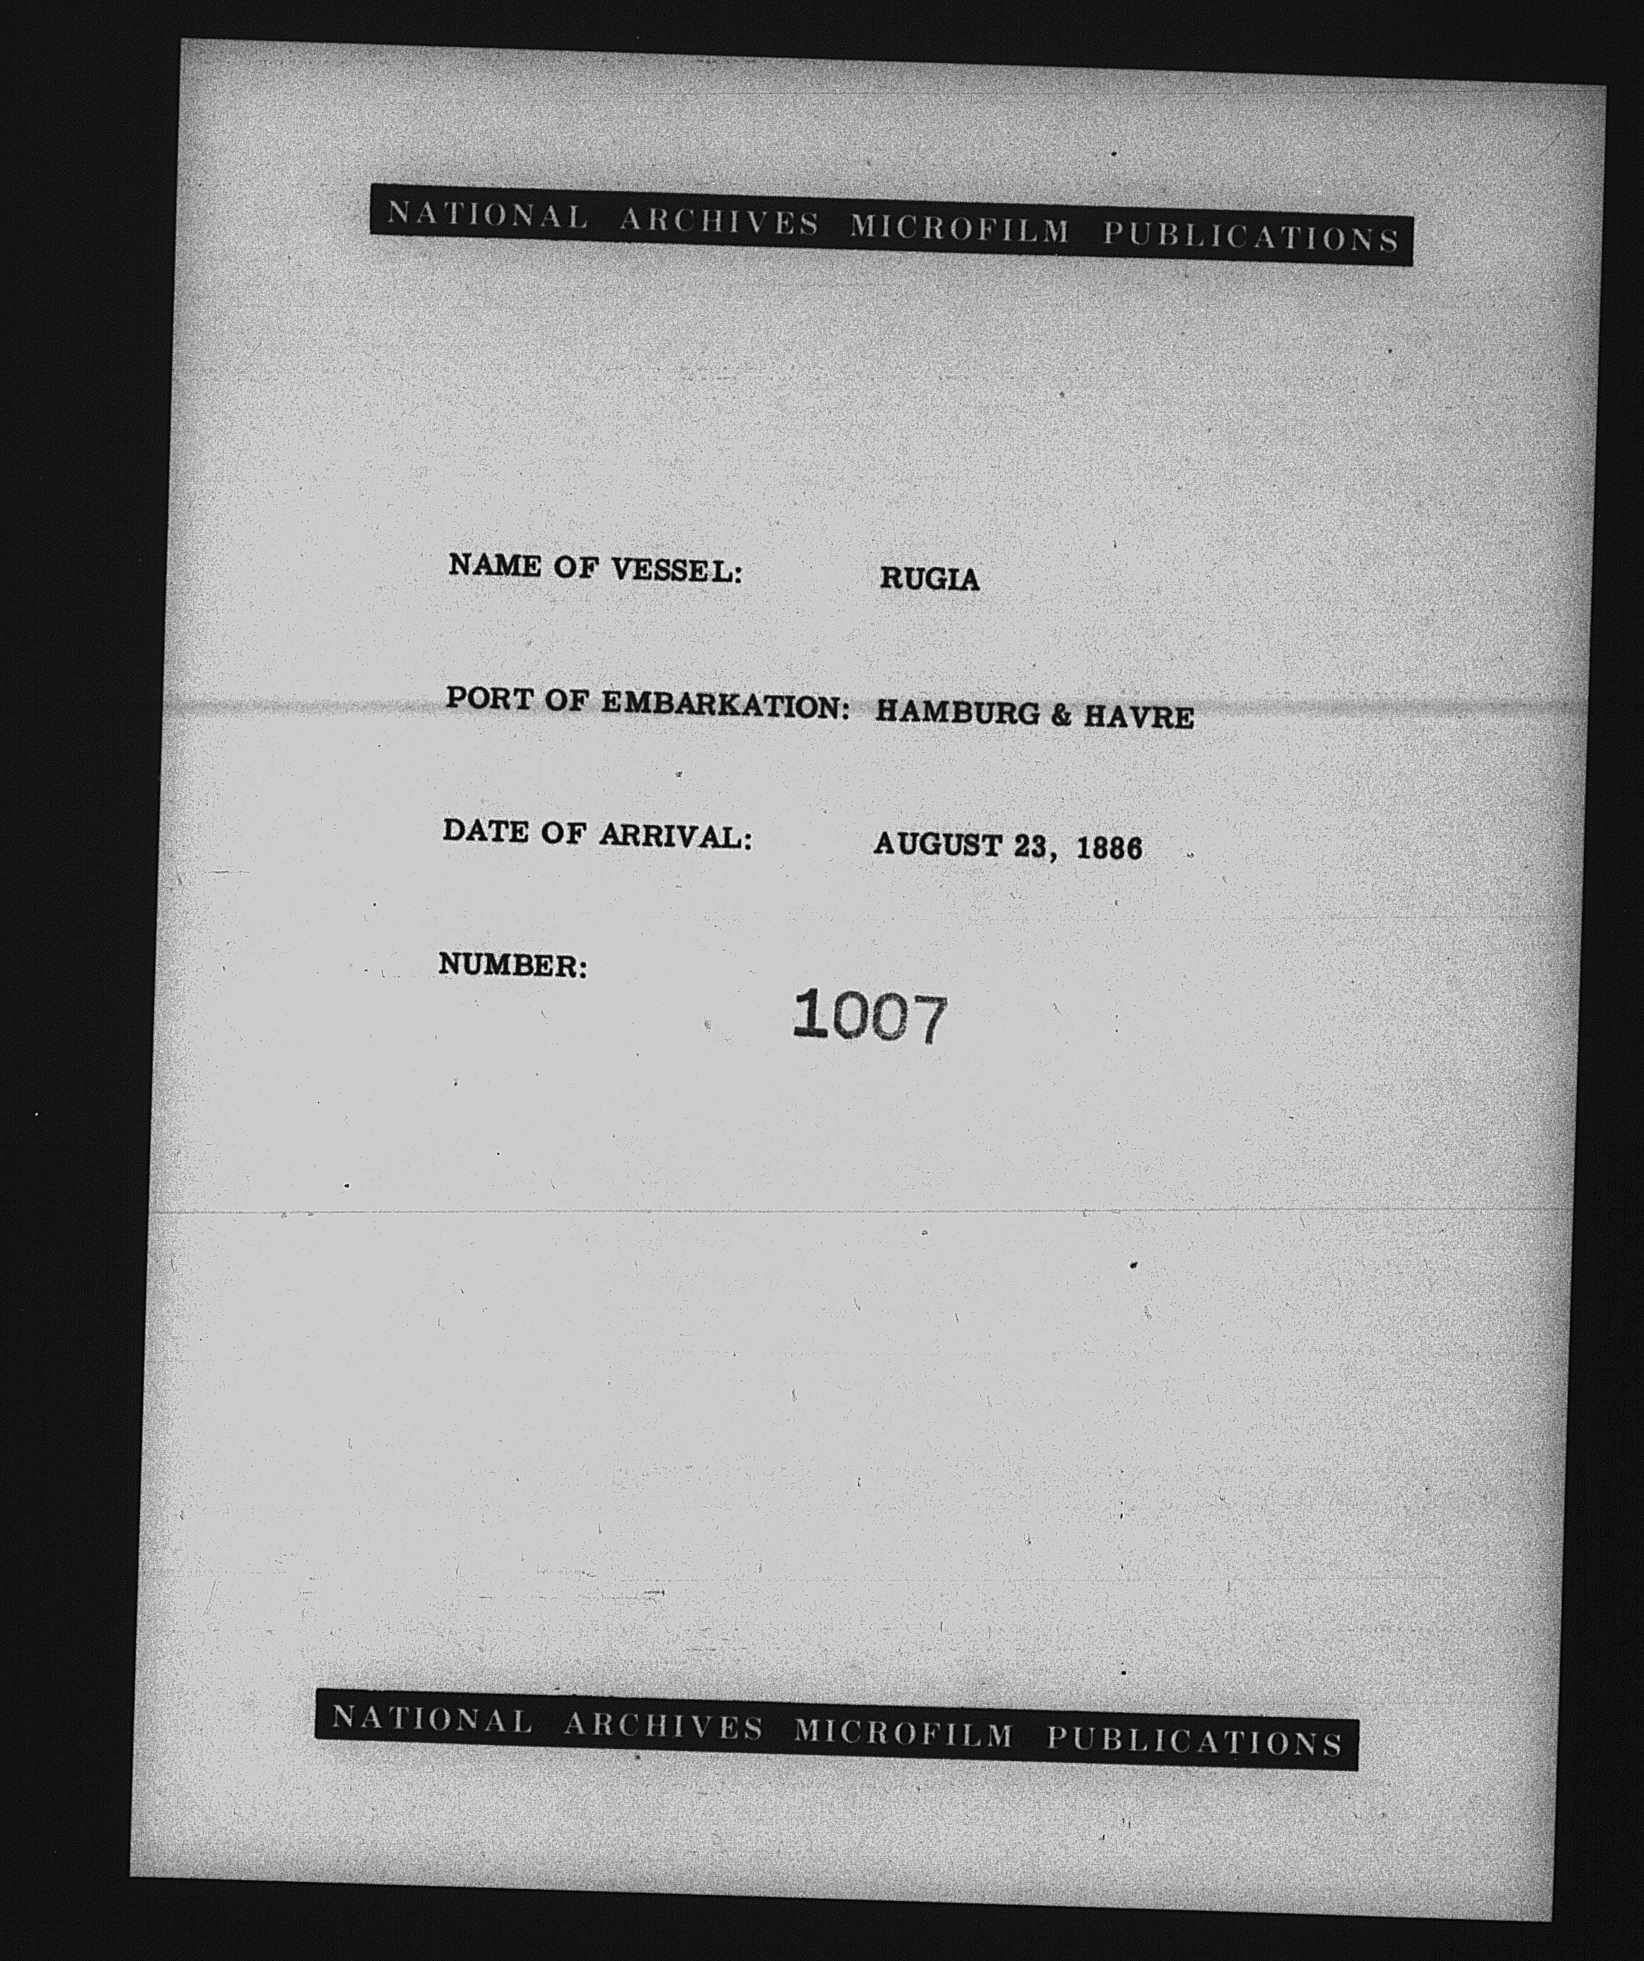 NATIONAL ARCHIVES MICROFILM PUBLICATIONS
NAME OF VESSEL: RUGIA
PORT OF EMBARKATION: HAMBURG & HAVRE
DATE OF ARRIVAL: AUGUST 23, 1886
NUMBER:
1007
NATIONAL ARCHIVES MICROFILM PUBLICATIONS